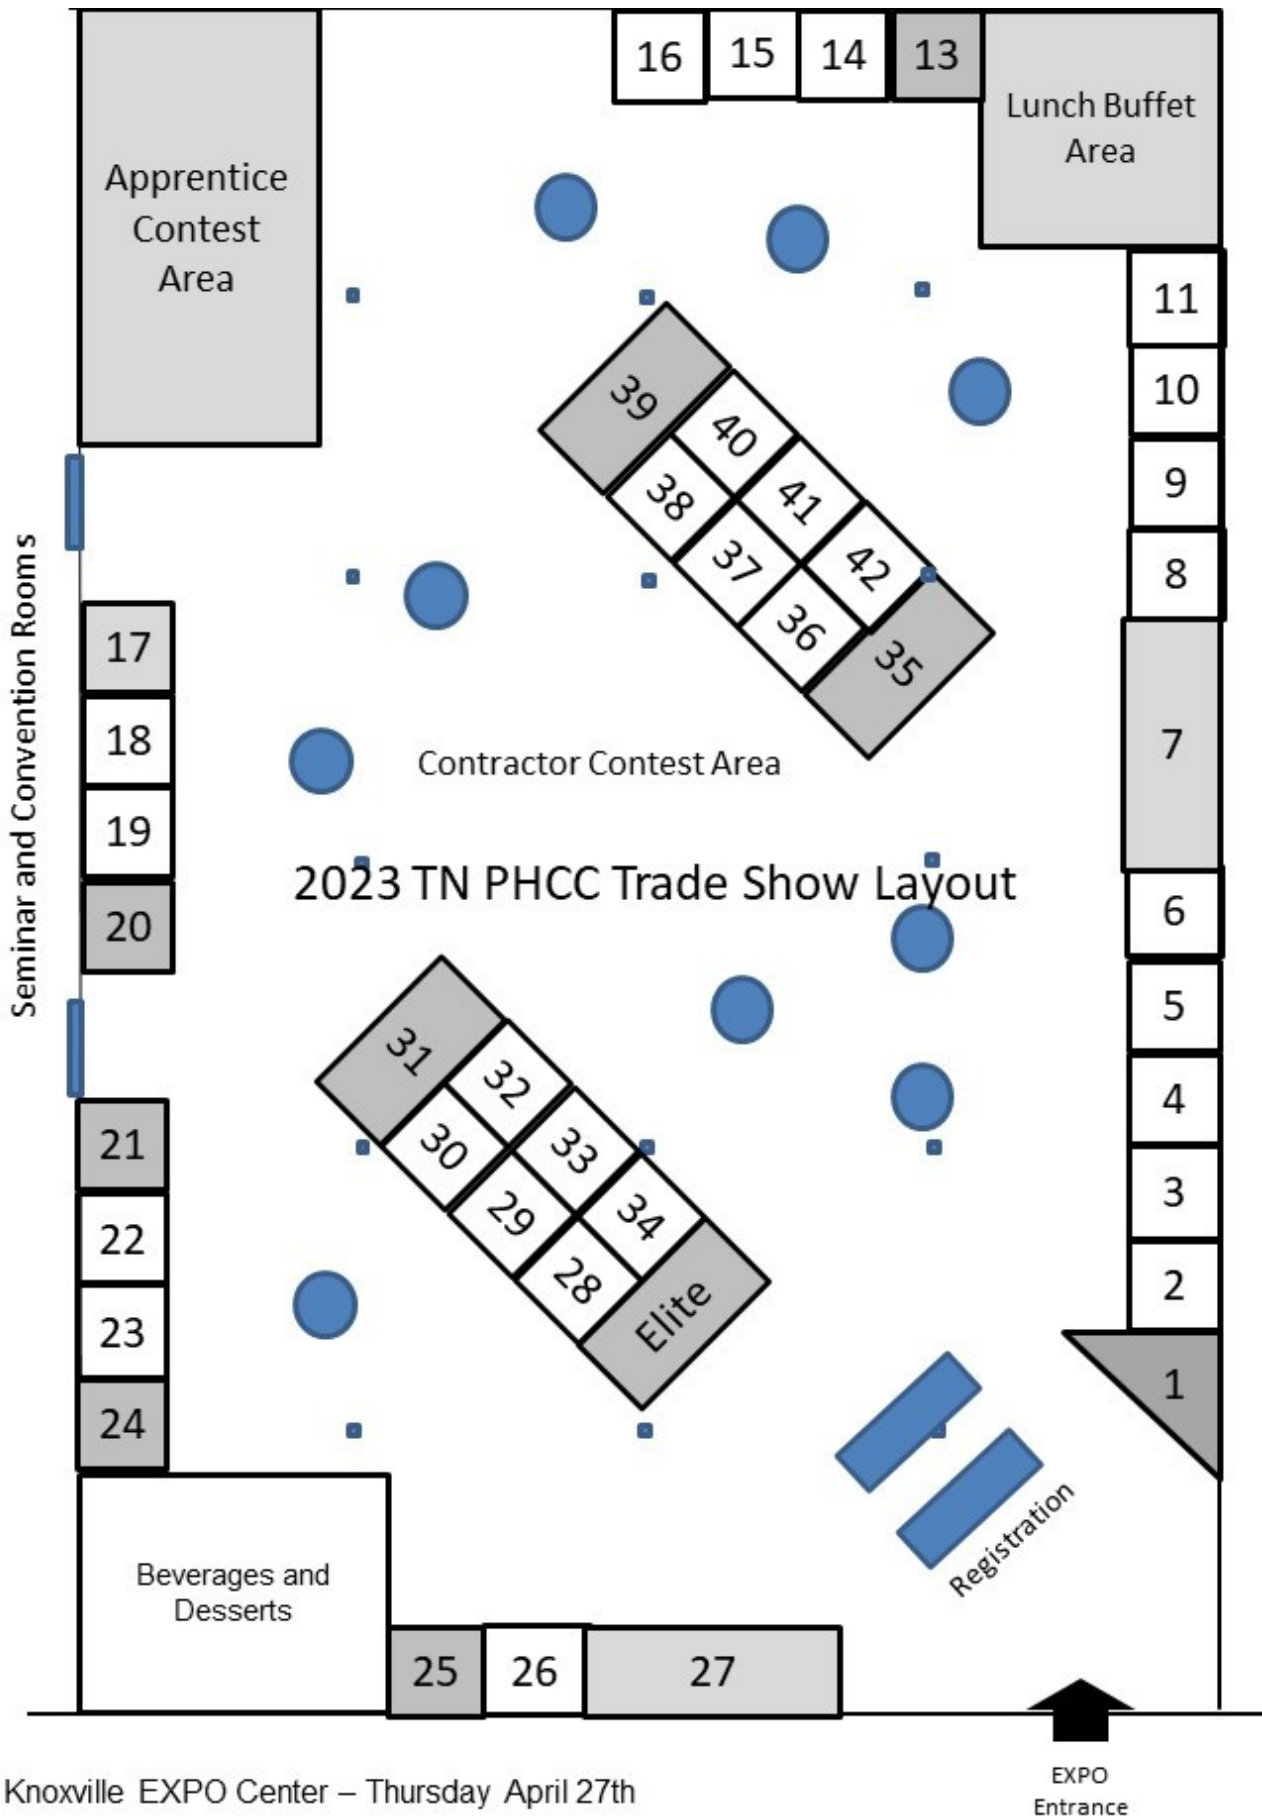 16
15
14
13
Lunch Buffet
Area
Apprentice
Contest
Area
11
10
9
8
7
6
5
4
3
2
1
39
40
38
41
37
42
36
35
Seminar and Convention Rooms
17
18
19
20
Contractor Contest Area
2023 TN PHCC Trade Show Layout
31
32
30
33
29
34
28
Elite
21
22
23
24
Beverages and
Desserts
25
26
27
Registration
Knoxville EXPO Center – Thursday April 27th
EXPO
Entrance